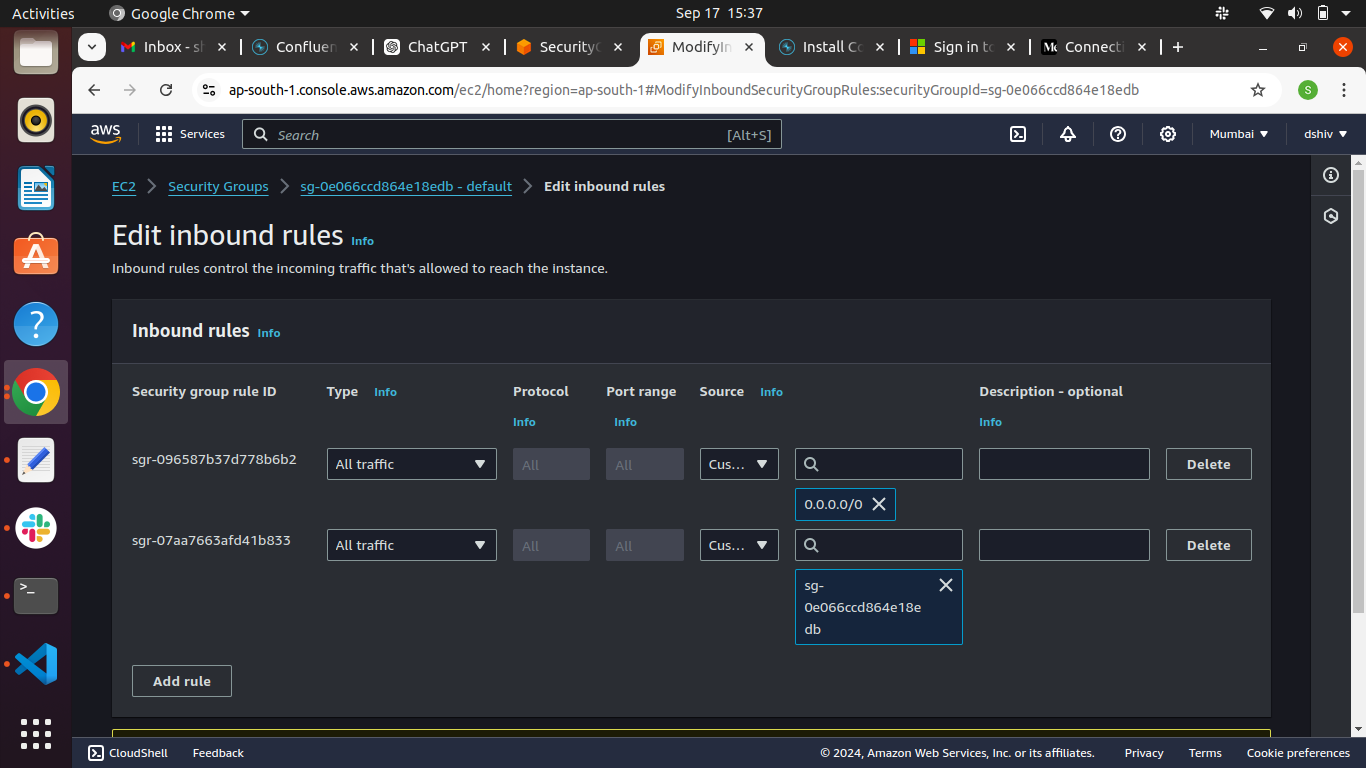 Activities
Google Chrome
Sep 17 15:37
Inbox - sh
Confluen
ChatGPT
Security
ModifyIn
Install Co
Sign in to
Connecti
ap-south-1.console.aws.amazon.com/ec2/home?region=ap-south-1#ModifyInboundSecurityGroupRules:securityGroupId=sg-0e066ccd864e18edb
S
aws
Services
Search
[Alt+S]
Mumbai
dshiv
EC2
Security Groups
sg-0e066ccd864e18edb - default
Edit inbound rules
Edit inbound rules Info
Inbound rules control the incoming traffic that's allowed to reach the instance.
Inbound rules Info
Security group rule ID
Type Info
Protocol
Info
Port range
Info
Source Info
Description - optional
Info
sgr-096587b37d778b6b2
All traffic
All
All
Cus...
0.0.0.0/0
Delete
sgr-07aa7663afd41b833
All traffic
All
All
Cus...
sg-
0e066ccd864e18e
db
Delete
Add rule
CloudShell
Feedback
© 2024, Amazon Web Services, Inc. or its affiliates.
Privacy
Terms
Cookie preferences